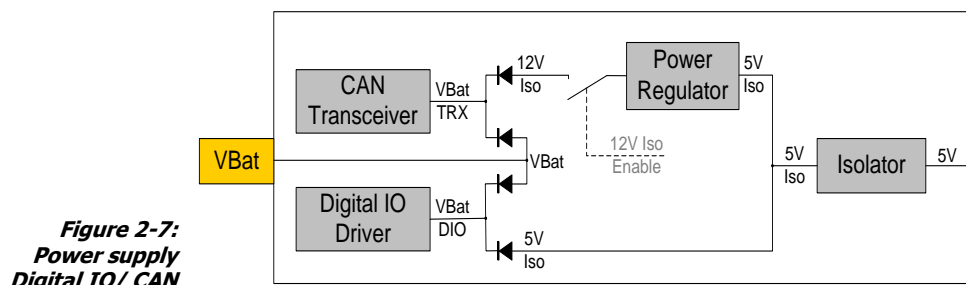 12V
Iso
Power
Regulator
5V
Iso
CAN
Transceiver
VBat
TRX
12V Iso
Enable
VBat
VBat
5V
Iso
Isolator
5V
Digital IO
Driver
VBat
DIO
5V
Iso
Figure 2-7:
Power supply
Digital IO/ CAN